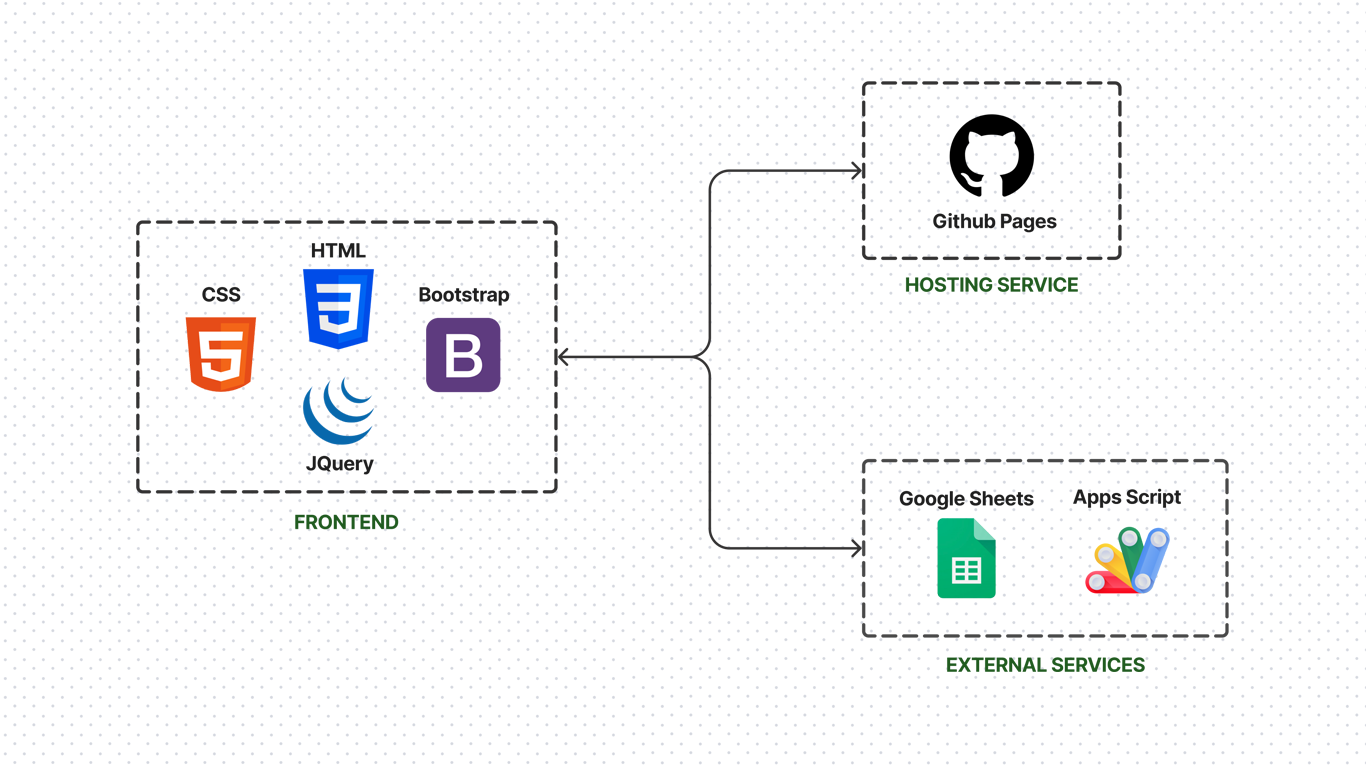 HTML
CSS
Bootstrap
JQuery
FRONTEND
Github Pages
HOSTING SERVICE
Google Sheets
Apps Script
EXTERNAL SERVICES